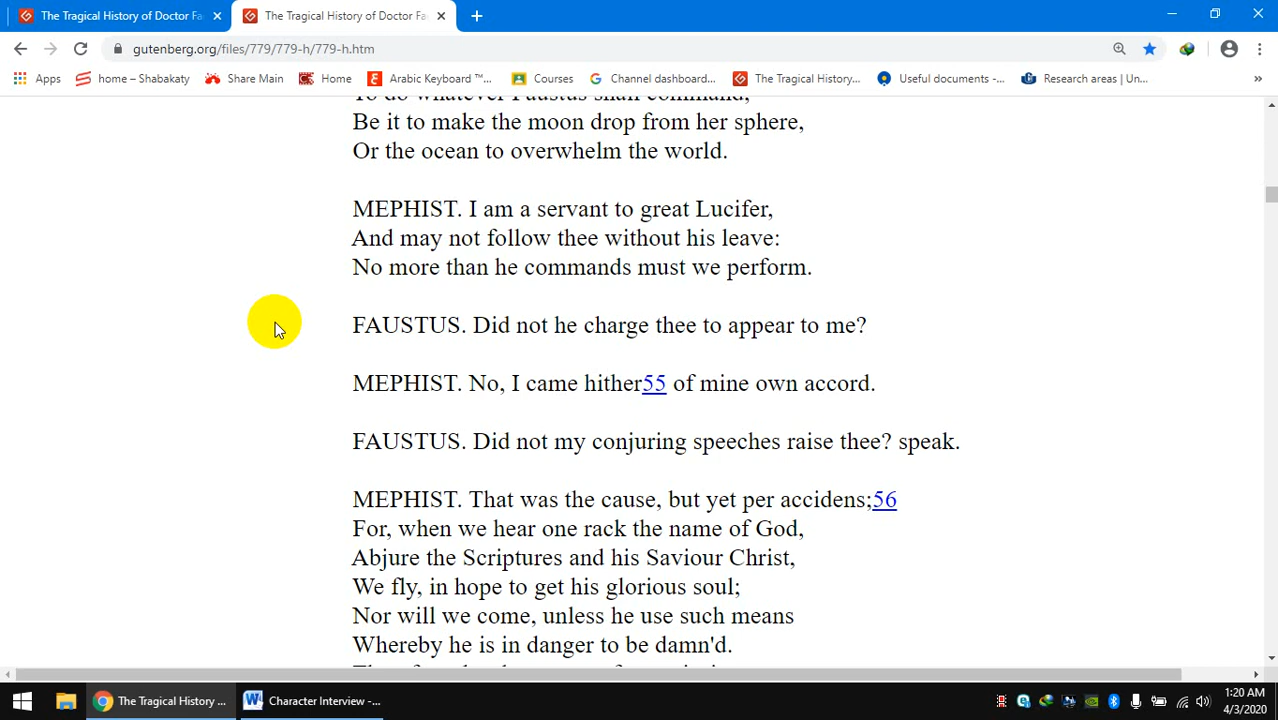 The Tragical History of Doctor Fa
The Tragical History of Doctor Fa
gutenberg.org/files/779/779-h/779-h.htm
Apps
home – Shabakaty
Share Main
Home
Arabic Keyboard ™...
Courses
Channel dashboard...
The Tragical History...
Useful documents -...
Research areas | Un...
»
To do whatever Faustus shall command,
Be it to make the moon drop from her sphere,
Or the ocean to overwhelm the world.
MEPHIST. I am a servant to great Lucifer,
And may not follow thee without his leave:
No more than he commands must we perform.
FAUSTUS. Did not he charge thee to appear to me?
MEPHIST. No, I came hither55 of mine own accord.
FAUSTUS. Did not my conjuring speeches raise thee? speak.
MEPHIST. That was the cause, but yet per accidens;56
For, when we hear one rack the name of God,
Abjure the Scriptures and his Saviour Christ,
We fly, in hope to get his glorious soul;
Nor will we come, unless he use such means
Whereby he is in danger to be damn'd.
The Tragical History ...
Character Interview -...
1:20 AM
4/3/2020